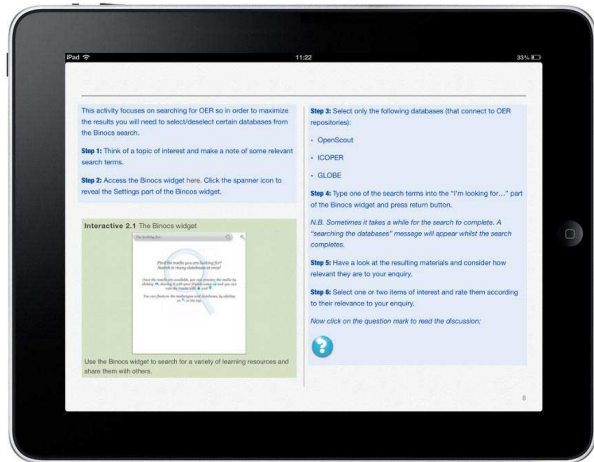 iPad
11:22
33%
This activity focuses on searching for OER so in order to maximize
the results you will need to select/deselect certain databases from
the Binocs search.
Step 1: Think of a topic of interest and make a note of some relevant
search terms.
Step 2: Access the Binocs widget here. Click the spanner icon to
reveal the Settings part of the Binocs widget.
Interactive 2.1 The Binocs widget
I'm looking for...
Find the media you are looking for!
Search in many databases at once!
Use the Binocs widget to search for a variety of learning resources and
share them with others.
Step 3: Select only the following databases (that connect to OER
repositories):
• OpenScout
• ICOPER
• GLOBE
Step 4: Type one of the search terms into the "I'm looking for..." part
of the Binocs widget and press return button.
N.B. Sometimes it takes a while for the search to complete. A
"searching the databases" message will appear whilst the search
completes.
Step 5: Have a look at the resulting materials and consider how
relevant they are to your enquiry.
Step 6: Select one or two items of interest and rate them according
to their relevance to your enquiry.
Now click on the question mark to read the discussion:
?
8